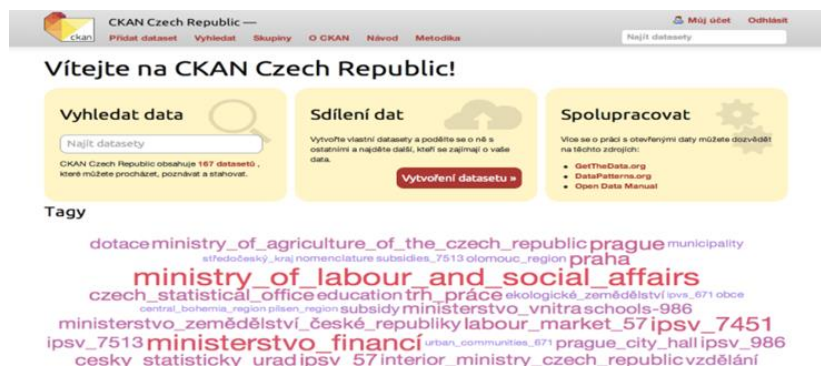 ckan
CKAN Czech Republic —
Můj účet Odhlásit
Přidat dataset Vyhledat Skupiny O CKAN Návod Metodika
Najít datasety
Vítejte na CKAN Czech Republic!
Vyhledat data
Najít datasety
CKAN Czech Republic obsahuje 167 datasetů ,
které můžete procházet, poznávat a stahovat.
Sdílení dat
Vytvořte vlastní datasety a podělte se o ně s
ostatními a najděte další, kteří se zajímají o vaše
data.
Vytvoření datasetu »
Spolupracovat
Více se o práci s otevřenými daty můžete dozvědět
na těchto zdrojích:
GetTheData.org
DataPatterns.org
Open Data Manual
Tagy
dotace ministry_of_agriculture_of_the_czech_republic prague municipality
středočeský_kraj nomenclature subsidies_7513 olomouc_region praha
ministry_of_labour_and_social_affairs
czech_statistical_office education trh_práce ekologické_zemědělství ipvs_671 obce
central_bohemia_region pilsen_region subsidy ministerstvo_vnitra schools-986
ministerstvo_zemědělství_české_republiky labour_market_57 ipsv_7451
ipsv_7513 ministerstvo_financí urban_communities_671 prague_city_hall ipsv_986
cesky_statisticky_urad ipsv_57 interior_ministry_czech_republic vzdělání